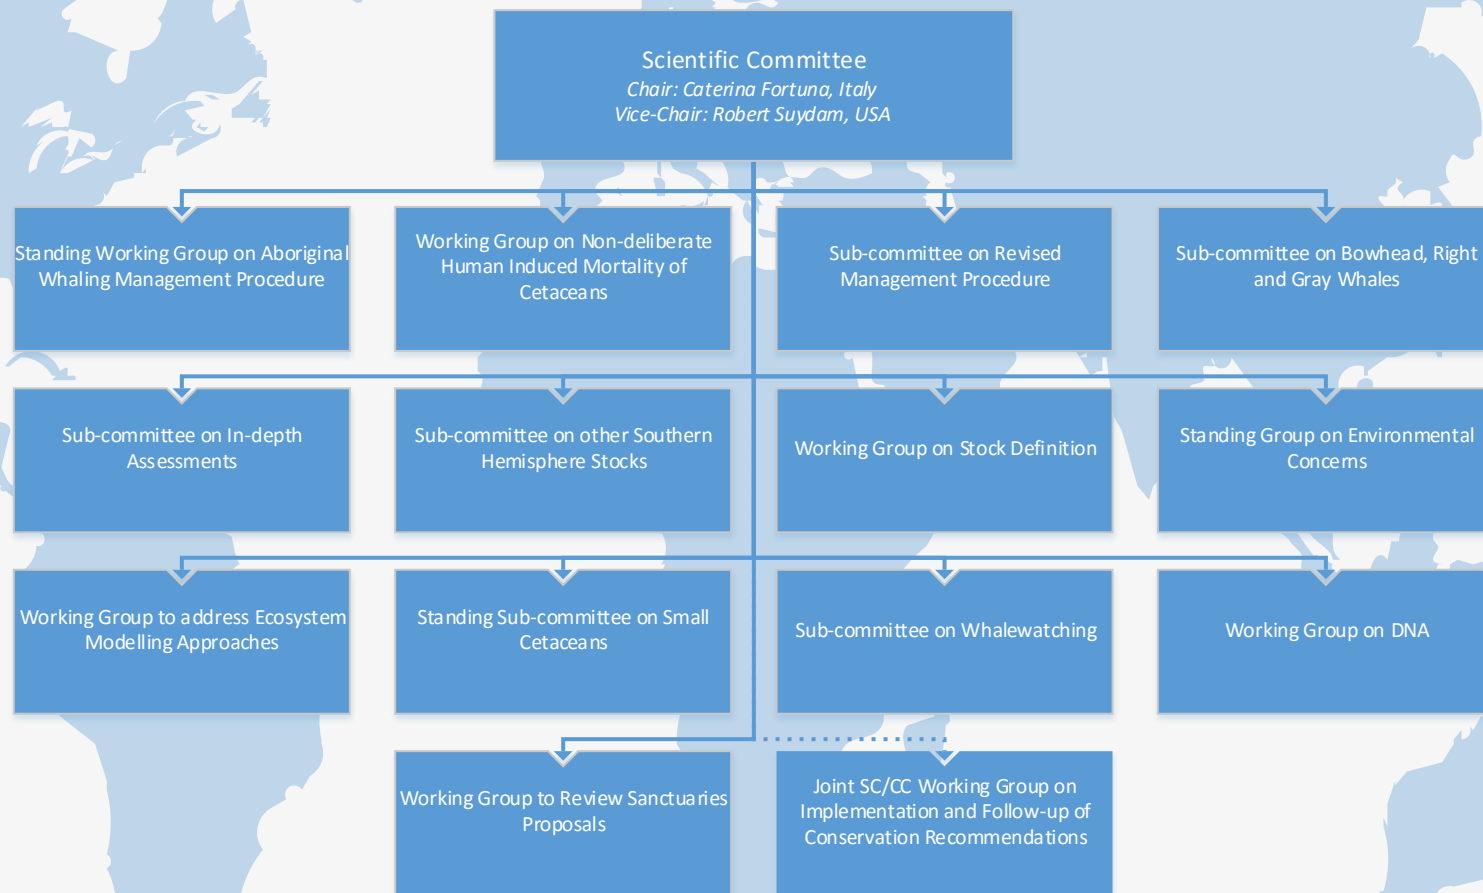 Scientific Committee
Chair: Caterina Fortuna, Italy
Vice-Chair: Robert Suydam, USA
Standing Working Group on Aboriginal
Whaling Management Procedure
Working Group on Non-deliberate
Human Induced Mortality of
Cetaceans
Sub-committee on Revised
Management Procedure
Sub-committee on Bowhead, Right
and Gray Whales
Sub-committee on In-depth
Assessments
Sub-committee on other Southern
Hemisphere Stocks
Working Group on Stock Definition
Standing Group on Environmental
Concerns
Working Group to address Ecosystem
Modelling Approaches
Standing Sub-committee on Small
Cetaceans
Sub-committee on Whalewatching
Working Group on DNA
Working Group to Review Sanctuaries
Proposals
Joint SC/CC Working Group on
Implementation and Follow-up of
Conservation Recommendations